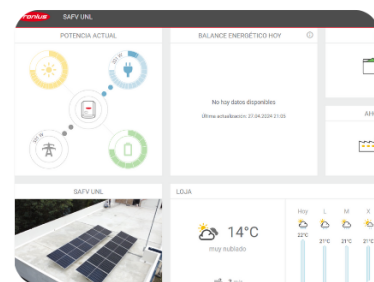 Fronius SAFV UNL
POTENCIA ACTUAL
BALANCE ENERGÉTICO HOY
No hay datos disponibles
Última actualización: 27.04.2024 21:03
AH
SAFV UNL
LOJA
14°C
muy nublado
Hoy L M X
22°C 21°C 21°C 21°C